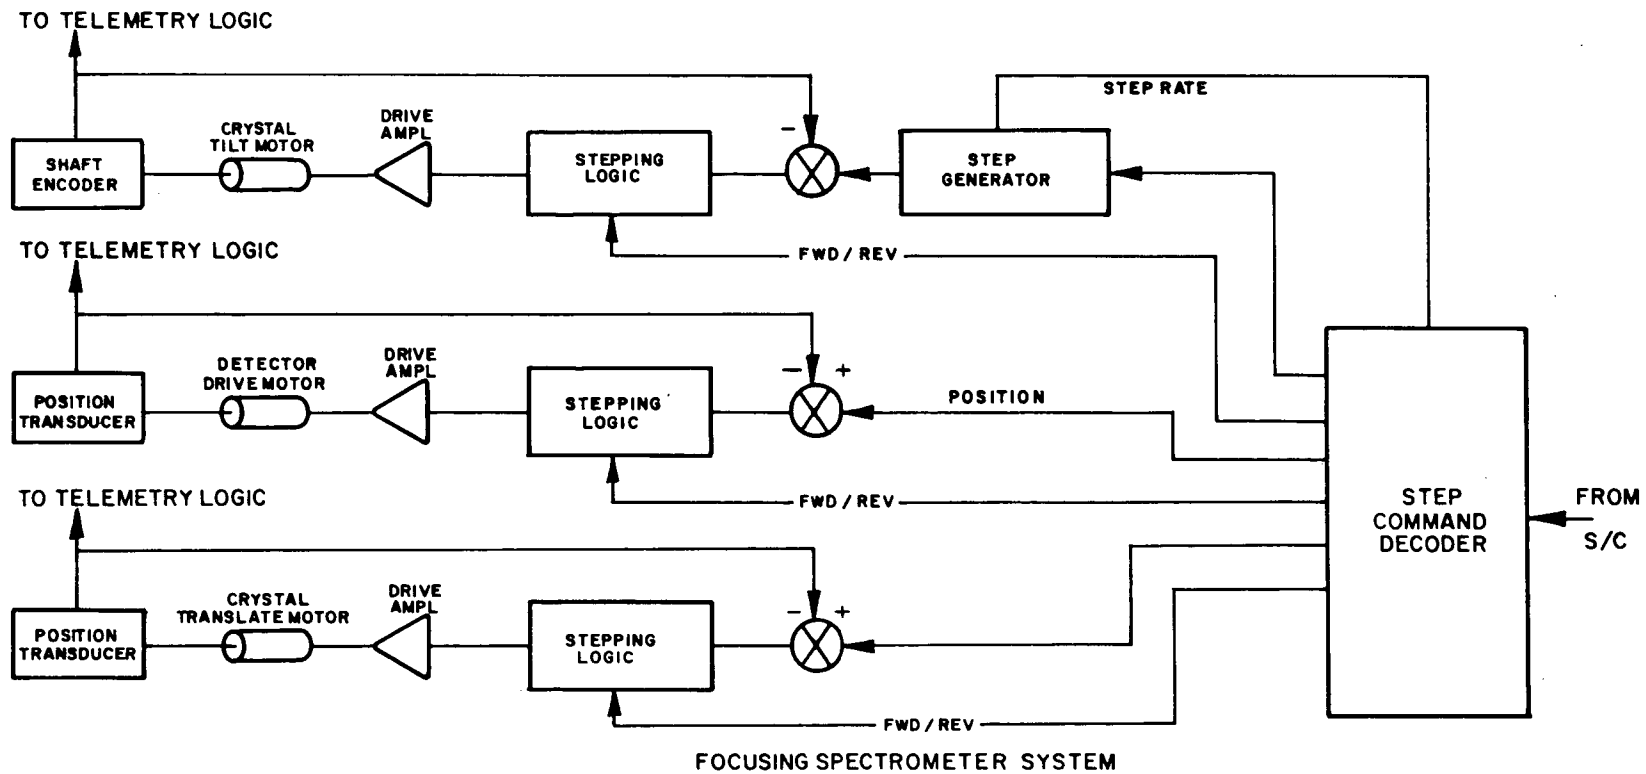 TO TELEMETRY LOGIC
STEP RATE
CRYSTAL
TILT MOTOR
DRIVE
AMPL
-
SHAFT
ENCODER
STEPPING
LOGIC
STEP
GENERATOR
TO TELEMETRY LOGIC
FWD / REV
DETECTOR
DRIVE MOTOR
DRIVE
AMPL
- +
POSITION
TRANSDUCER
STEPPING
LOGIC
POSITION
TO TELEMETRY LOGIC
FWD / REV
STEP
COMMAND
DECODER
FROM
S/C
CRYSTAL
TRANSLATE MOTOR
DRIVE
AMPL
- +
POSITION
TRANSDUCER
STEPPING
LOGIC
FWD / REV
FOCUSING SPECTROMETER SYSTEM